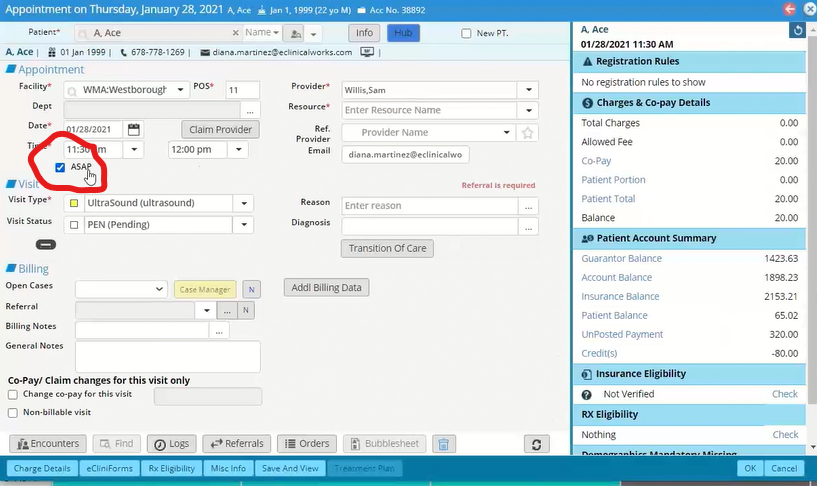 Appointment on Thursday, January 28, 2021 A, Ace Jan 1, 1999 (22 yo M) Acc No. 38892
Patient* A, Ace × Name Info Hub New PT.
A, Ace 01 Jan 1999 678-778-1269 diana.martinez@eclinicalworks.com
Appointment
Facility* WMA:Westborough POS* 11
Dept ...
Date* 01/28/2021 Claim Provider
12:00 pm
ASAP
Provider* Willis,Sam
Resource* Enter Resource Name
Ref. Provider Provider Name
Email diana.martinez@eclinicalwo
Referral is required
Visit
Visit Type* UltraSound (ultrasound)
Visit Status PEN (Pending)
Reason Enter reason ...
Diagnosis ...
Transition Of Care
Billing
Open Cases Case Manager N
Addl Billing Data
Referral ... N
Billing Notes ...
General Notes
Co-Pay/ Claim changes for this visit only
Change co-pay for this visit
Non-billable visit
Encounters Find Logs Referrals Orders Bubblesheet
Charge Details eCliniForms Rx Eligibility Misc Info Save And View Treatment Plan OK Cancel
A, Ace
01/28/2021 11:30 AM
Registration Rules
No registration rules to show
Charges & Co-pay Details
Total Charges 0.00
Allowed Fee 0.00
Co-Pay 20.00
Patient Portion 0.00
Patient Total 20.00
Balance 20.00
Patient Account Summary
Guarantor Balance 1423.63
Account Balance 1898.23
Insurance Balance 2153.21
Patient Balance 65.02
UnPosted Payment 320.00
Credit(s) -80.00
Insurance Eligibility
Not Verified Check
RX Eligibility
Nothing Check
Demographics Mandatory Missing